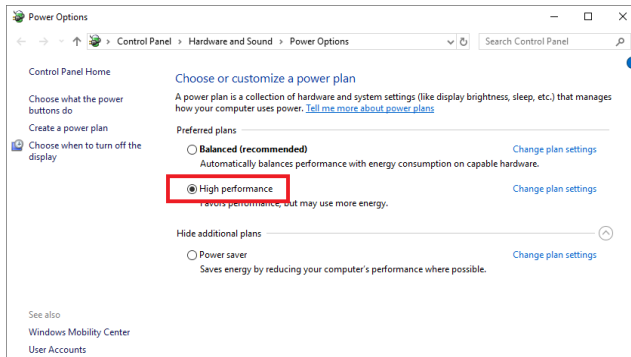 Power Options
Control Panel > Hardware and Sound > Power Options
Search Control Panel
Control Panel Home
Choose what the power
buttons do
Create a power plan
Choose when to turn off the
display
See also
Windows Mobility Center
User Accounts
Choose or customize a power plan
A power plan is a collection of hardware and system settings (like display brightness, sleep, etc.) that manages
how your computer uses power. Tell me more about power plans
Preferred plans
Balanced (recommended) Change plan settings
Automatically balances performance with energy consumption on capable hardware.
High performance Change plan settings
Favors performance, but may use more energy.
Hide additional plans
Power saver Change plan settings
Saves energy by reducing your computer's performance where possible.